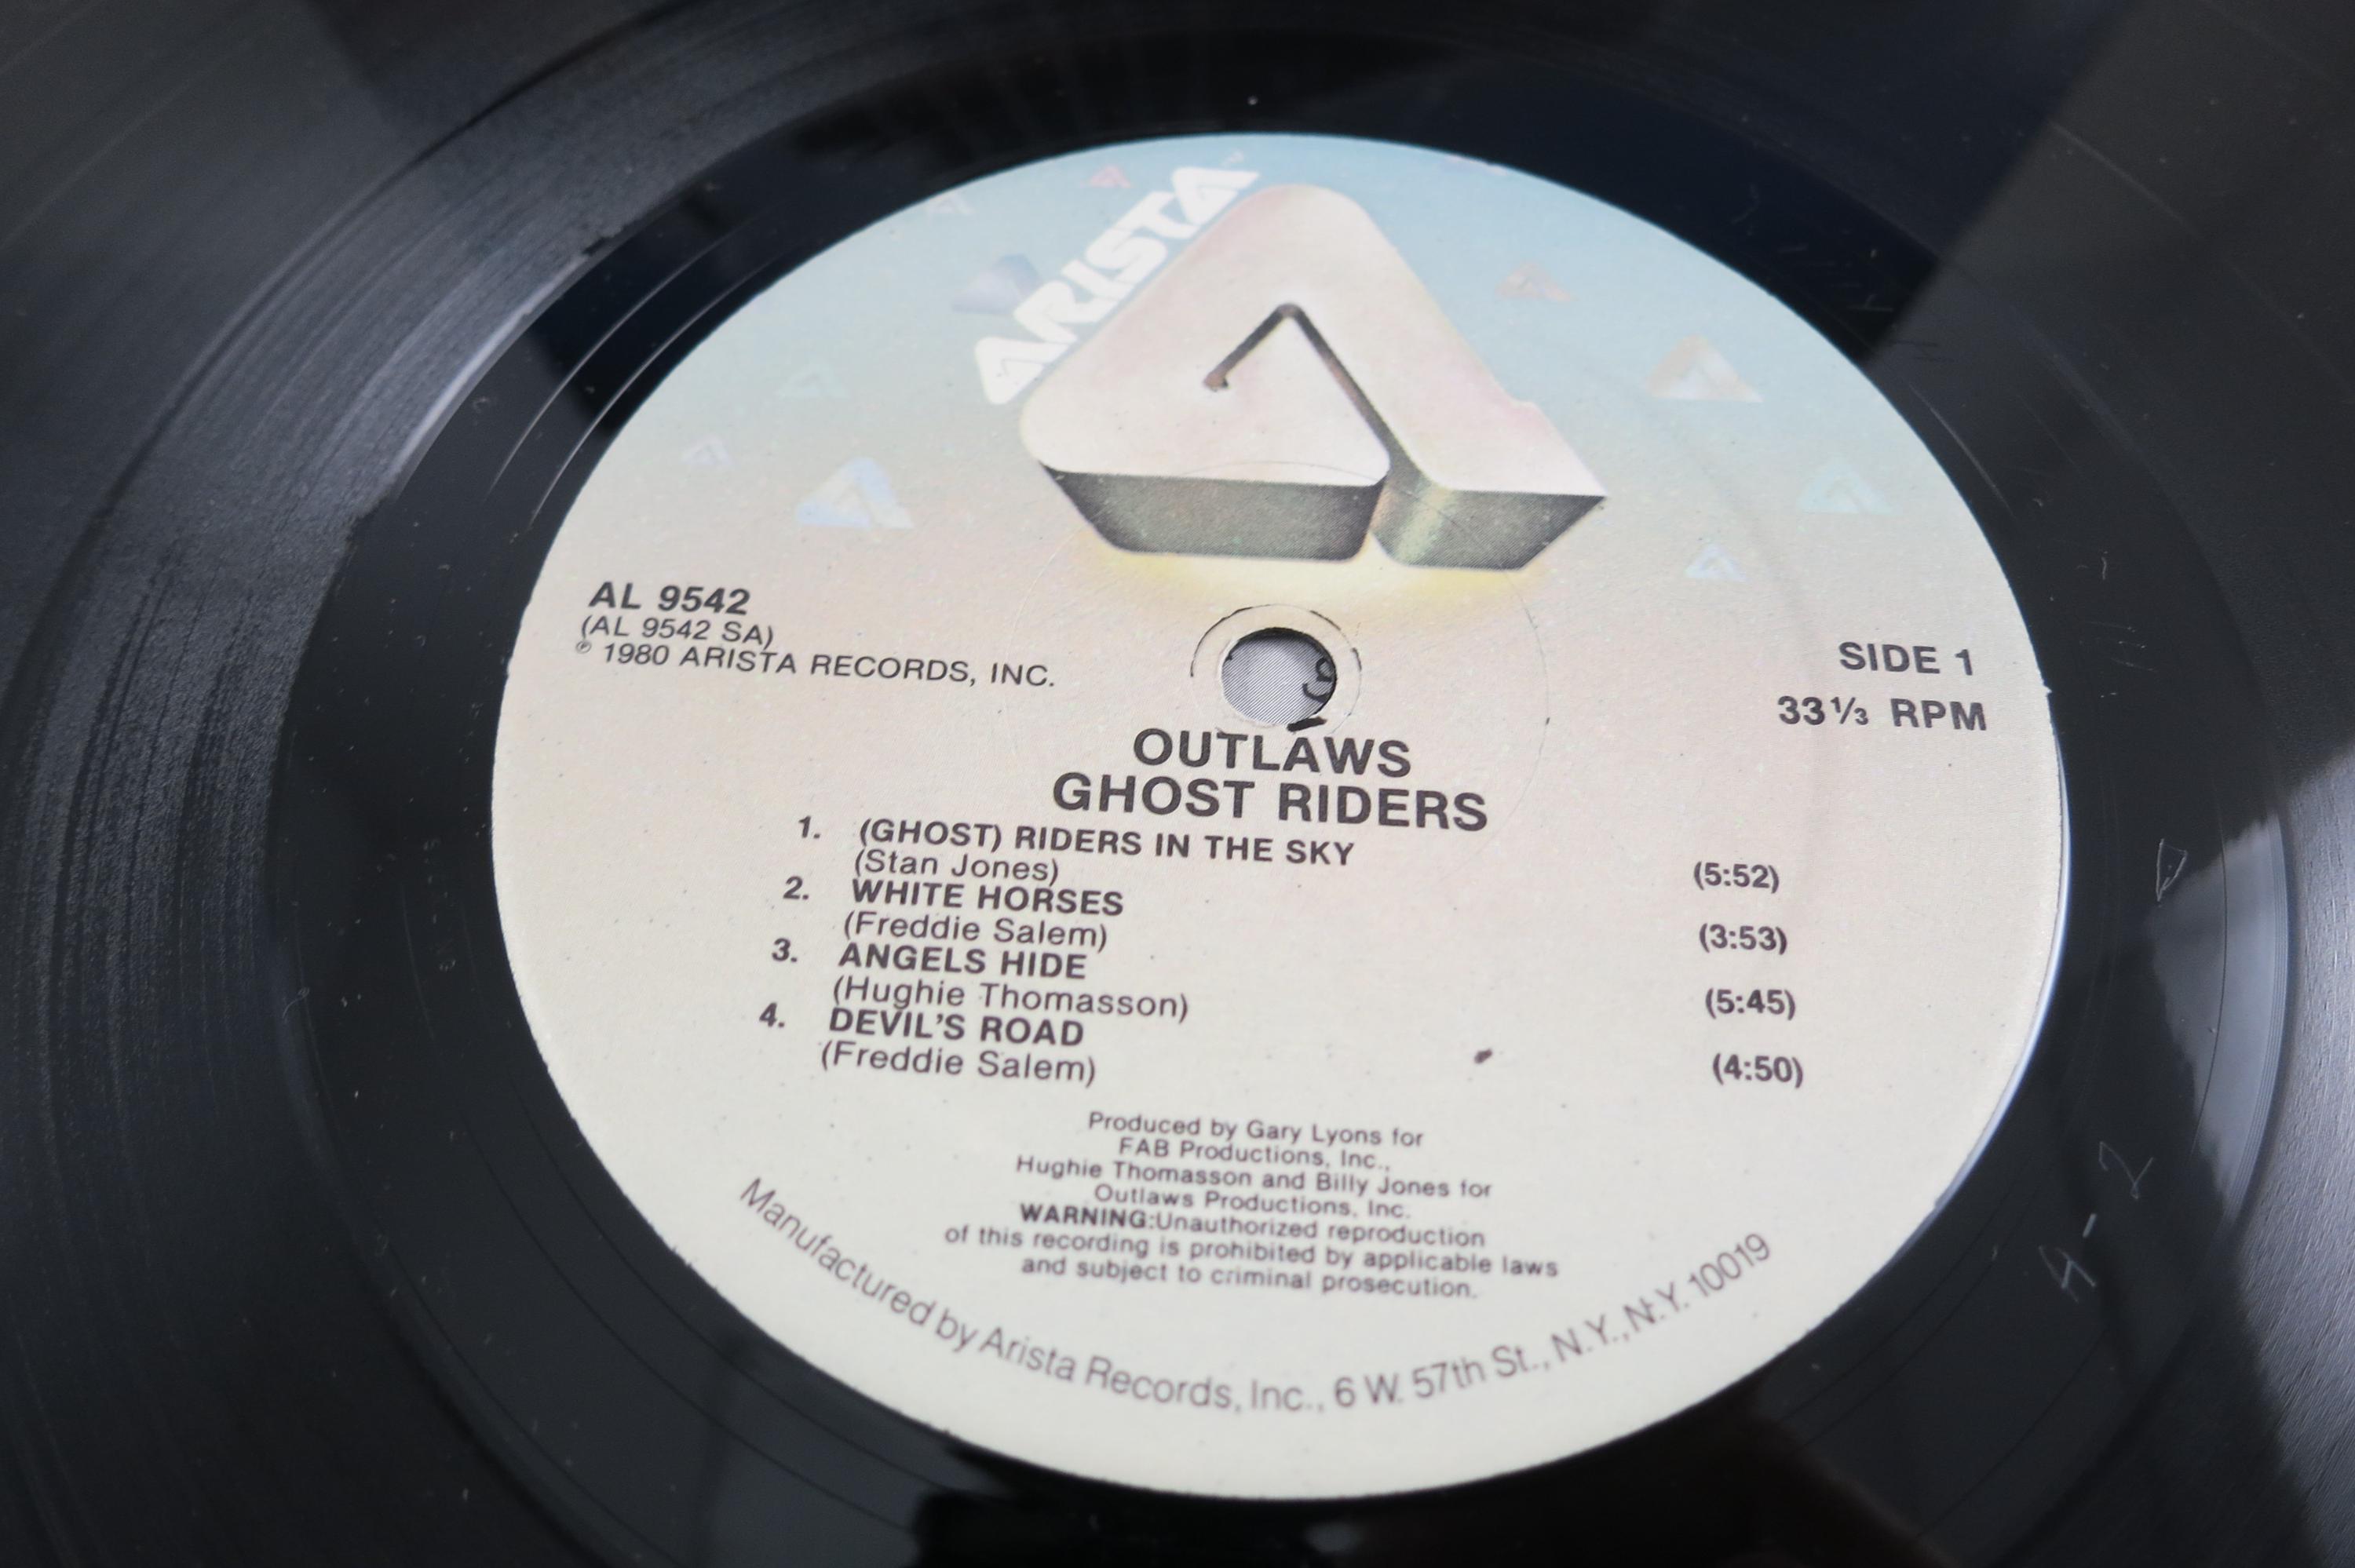 ARISTA
AL 9542
(AL 9542 SA)
℗ 1980 ARISTA RECORDS, INC.
SIDE 1
33⅓ RPM
OUTLAWS
GHOST RIDERS
1. (GHOST) RIDERS IN THE SKY
(Stan Jones) (5:52)
2. WHITE HORSES
(Freddie Salem) (3:53)
3. ANGELS HIDE
(Hughie Thomasson) (5:45)
4. DEVIL'S ROAD
(Freddie Salem) (4:50)
Produced by Gary Lyons for
FAB Productions, Inc.,
Hughie Thomasson and Billy Jones for
Outlaws Productions, Inc.
WARNING:Unauthorized reproduction
of this recording is prohibited by applicable laws
and subject to criminal prosecution.
Manufactured by Arista Records, Inc., 6 W. 57th St., N.Y., N.Y. 10019